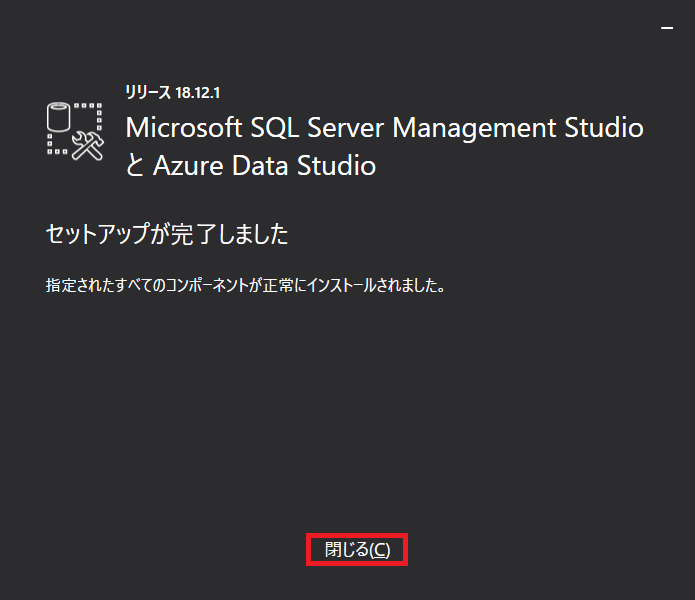 リリース 18.12.1
Microsoft SQL Server Management Studio
と Azure Data Studio
セットアップが完了しました
指定されたすべてのコンポーネントが正常にインストールされました。
閉じる(C)